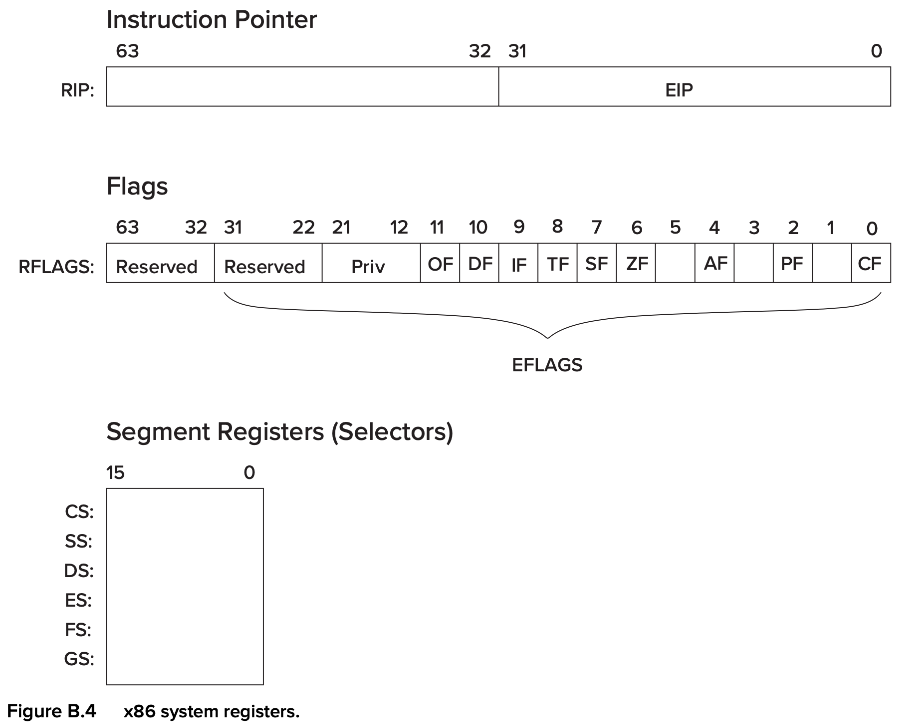 Instruction Pointer
63 32 31 0
RIP: EIP
Flags
63 32 31 22 21 12 11 10 9 8 7 6 5 4 3 2 1 0
RFLAGS: Reserved Reserved Priv OF DF IF TF SF ZF AF PF CF
EFLAGS
Segment Registers (Selectors)
15 0
CS:
SS:
DS:
ES:
FS:
GS:
Figure B.4 x86 system registers.